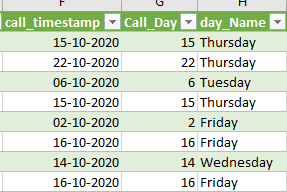 F G H
call_timestamp Call_Day day_Name
15-10-2020 15 Thursday
22-10-2020 22 Thursday
06-10-2020 6 Tuesday
15-10-2020 15 Thursday
02-10-2020 2 Friday
16-10-2020 16 Friday
14-10-2020 14 Wednesday
16-10-2020 16 Friday